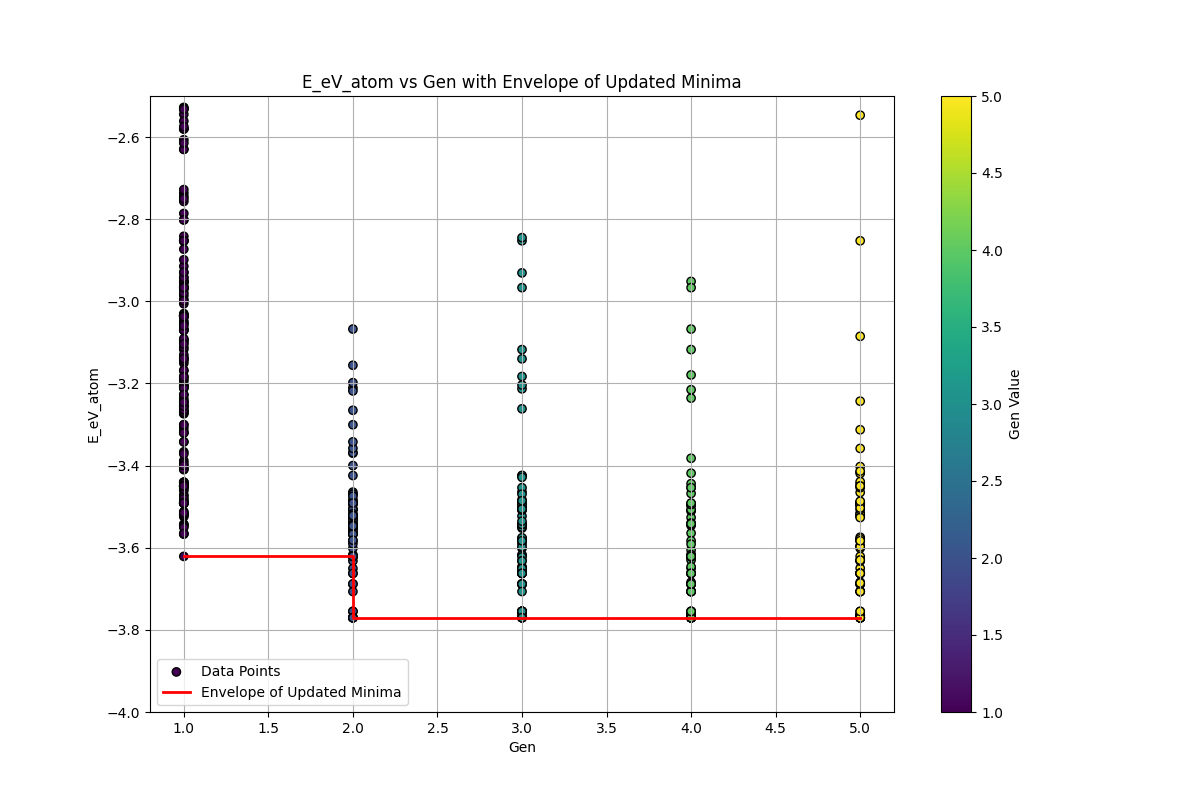 E_eV_atom vs Gen with Envelope of Updated Minima
E_eV_atom
−2.6
−2.8
−3.0
−3.2
−3.4
−3.6
−3.8
−4.0
Data Points
Envelope of Updated Minima
1.0 1.5 2.0 2.5 3.0 3.5 4.0 4.5 5.0
Gen
5.0
4.5
4.0
3.5
3.0
2.5
2.0
1.5
1.0
Gen Value